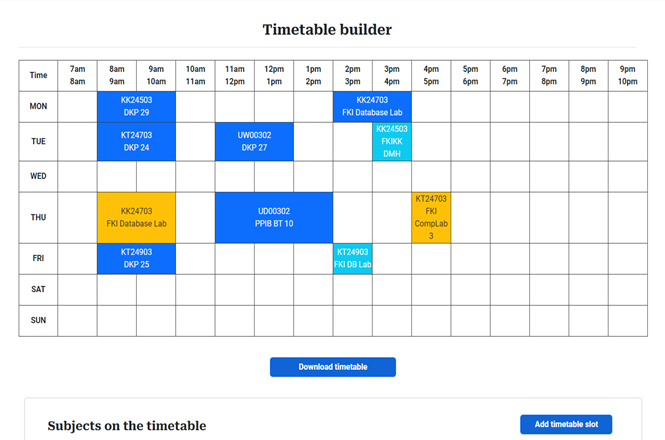 Timetable builder
Time 7am 8am 9am 10am 11am 12pm 1pm 2pm 3pm 4pm 5pm 6pm 7pm 8pm 9pm
8am 9am 10am 11am 12pm 1pm 2pm 3pm 4pm 5pm 6pm 7pm 8pm 9pm 10pm
MON
KK24503
DKP 29
KK24703
FKI Database Lab
TUE
KT24703
DKP 24
UW00302
DKP 27
KK24503
FKIKK
DMH
WED
THU
KK24703
FKI Database Lab
UD00302
PPIB BT 10
KT24703
FKI
CompLab
3
FRI
KT24903
DKP 25
KT24903
FKI DB Lab
SAT
SUN
Download timetable
Subjects on the timetable
Add timetable slot